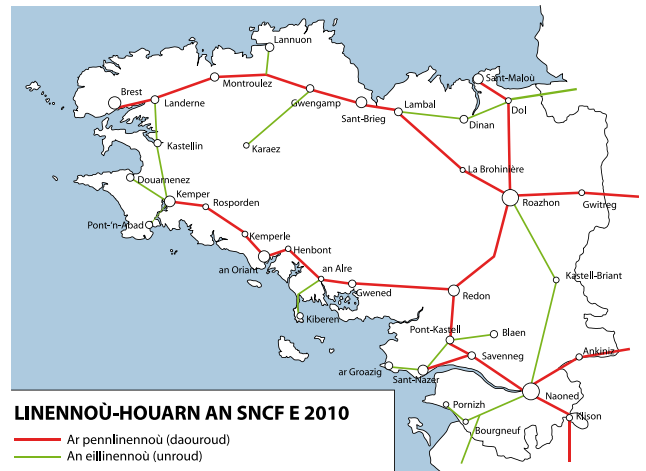 Lannuon
Sant-Maloù
Montroulez
Brest
Landerne
Gwengamp
Sant-Brieg
Lambal
Dol
Dinan
Kastellin
Karaez
La Brohinière
Douarnenez
Kemper
Rosporden
Roazhon
Gwitreg
Pont-'n-Abad
Kemperle
Henbont
an Oriant
an Alre
Gwened
Redon
Kastell-Briant
Kiberen
Pont-Kastell
Blaen
Savenneg
Ankiniz
ar Groazig
Sant-Nazer
Naoned
Pornizh
Klison
Bourgneuf
LINENNOÙ-HOUARN AN SNCF E 2010
Ar pennlinennoù (daouroud)
An eillinennoù (unroud)